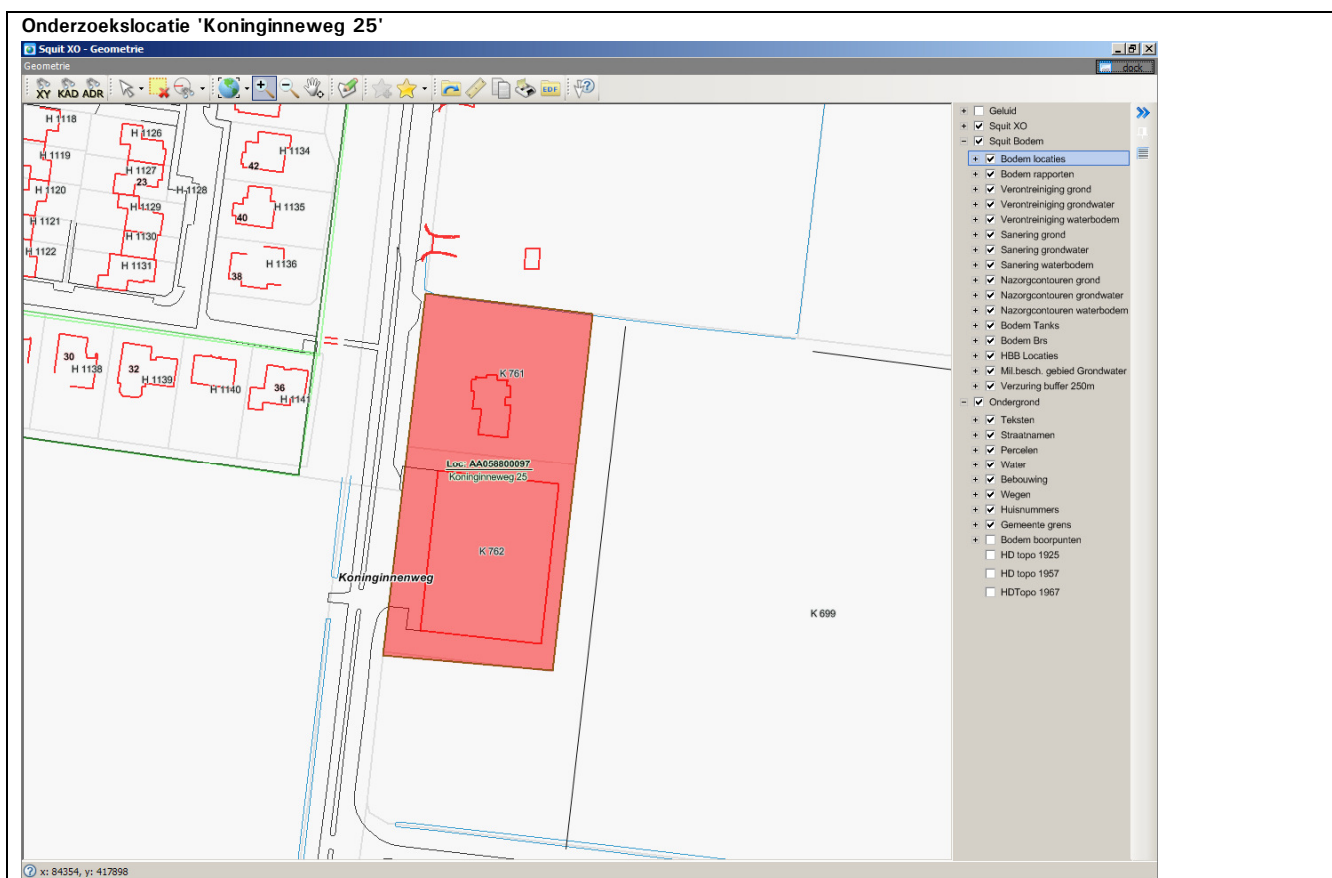 Onderzoekslocatie 'Koninginneweg 25'
Squit XO - Geometrie
Geometrie
dock
XY KAD ADR
EDF
H 1118
H 1126
H 1134
H 1119
H 1127
42
23
H 1120
H 1128
H 1129
H 1135
H 1121
40
H 1130
H 1122
H 1131
H 1136
38
30
H 1138
32
H 1139
H 1140
36
H 1141
K 761
Loc. AA058800097
Koninginneweg 25
K 762
Koninginnenweg
K 699
Geluid
Squit XO
Squit Bodem
Bodem locaties
Bodem rapporten
Verontreiniging grond
Verontreiniging grondwater
Verontreiniging waterbodem
Sanering grond
Sanering grondwater
Sanering waterbodem
Nazorgcontouren grond
Nazorgcontouren grondwater
Nazorgcontouren waterbodem
Bodem Tanks
Bodem Brs
HBB Locaties
Mil.besch. gebied Grondwater
Verzuring buffer 250m
Ondergrond
Teksten
Straatnamen
Percelen
Water
Bebouwing
Wegen
Huisnummers
Gemeente grens
Bodem boorpunten
HD topo 1925
HD topo 1957
HDTopo 1967
x: 84354, y: 417898